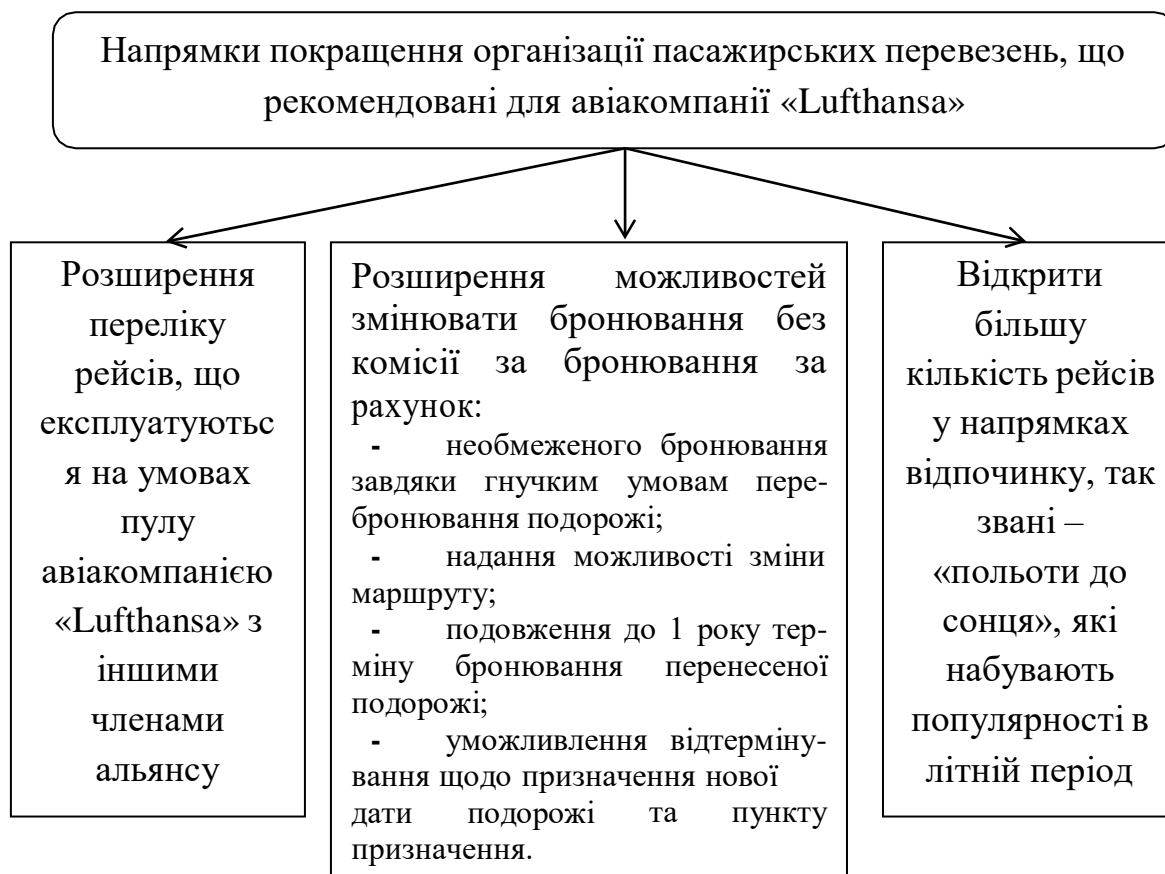 Напрямки покращення організації пасажирських перевезень, що
рекомендовані для авіакомпанії «Lufthansa»
Розширення
переліку
рейсів, що
експлуатуютьс
я на умовах
пулу
авіакомпанією
«Lufthansa» з
іншими
членами
альянсу
Розширення можливостей
змінювати бронювання без
комісії за бронювання за
рахунок:
- необмеженого бронювання
завдяки гнучким умовам пере-
бронювання подорожі;
- надання можливості зміни
маршруту;
- подовження до 1 року тер-
міну бронювання перенесеної
подорожі;
- уможливлення відтерміну-
вання щодо призначення нової
дати подорожі та пункту
призначення.
Відкрити
більшу
кількість рейсів
у напрямках
відпочинку, так
звані –
«польоти до
сонця», які
набувають
популярності в
літній період